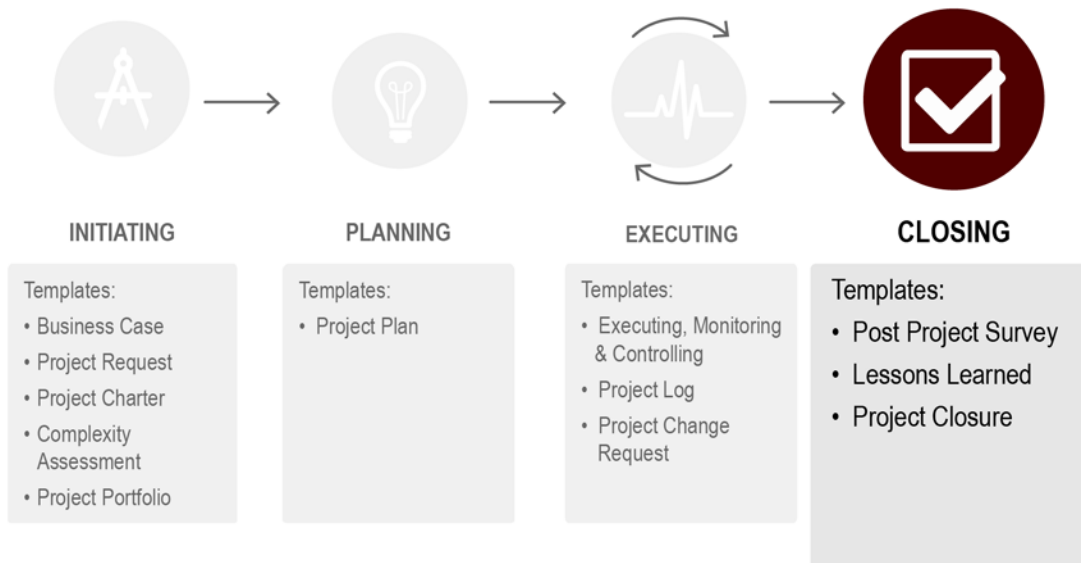 INITIATING
Templates:
• Business Case
• Project Request
• Project Charter
• Complexity
Assessment
• Project Portfolio
PLANNING
Templates:
• Project Plan
EXECUTING
Templates:
• Executing, Monitoring
& Controlling
• Project Log
• Project Change
Request
CLOSING
Templates:
• Post Project Survey
• Lessons Learned
• Project Closure